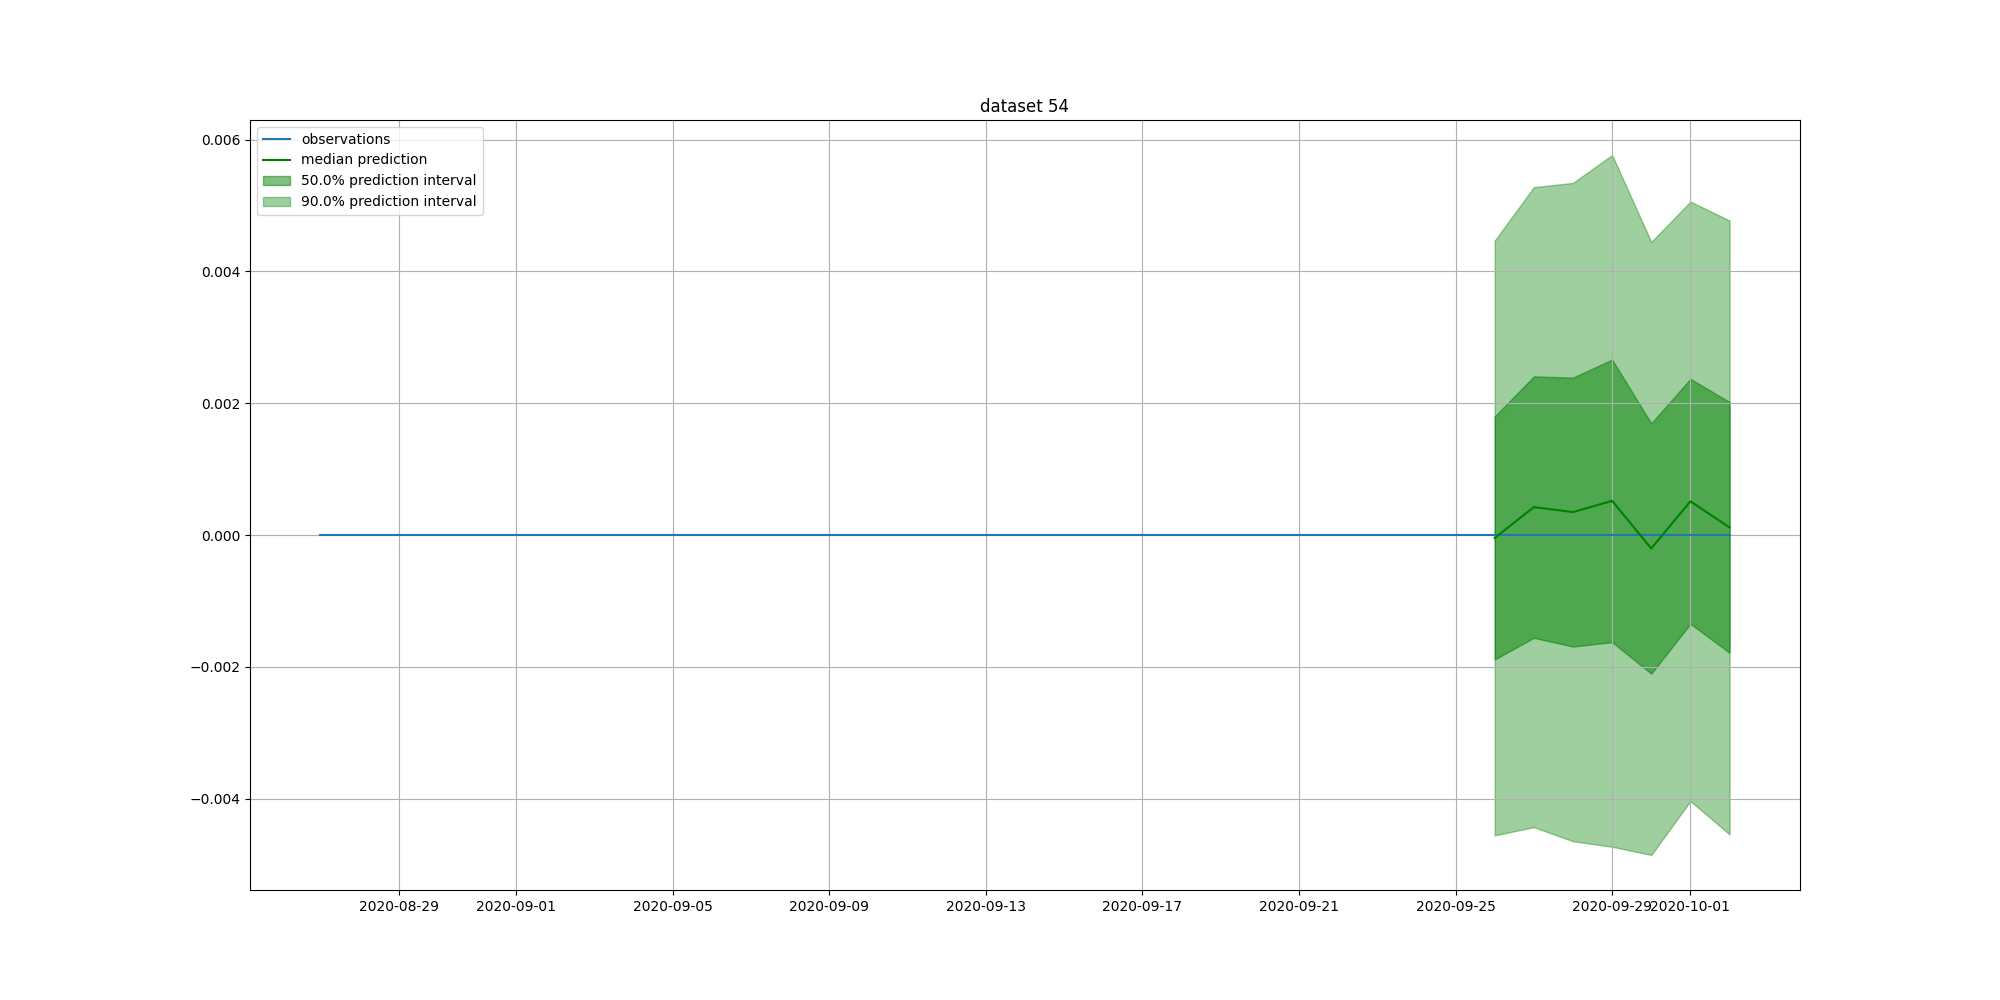 dataset 54
observations
median prediction
50.0% prediction interval
90.0% prediction interval
0.006
0.004
0.002
0.000
−0.002
−0.004
2020-08-29 2020-09-01 2020-09-05 2020-09-09 2020-09-13 2020-09-17 2020-09-21 2020-09-25 2020-09-29 2020-10-01